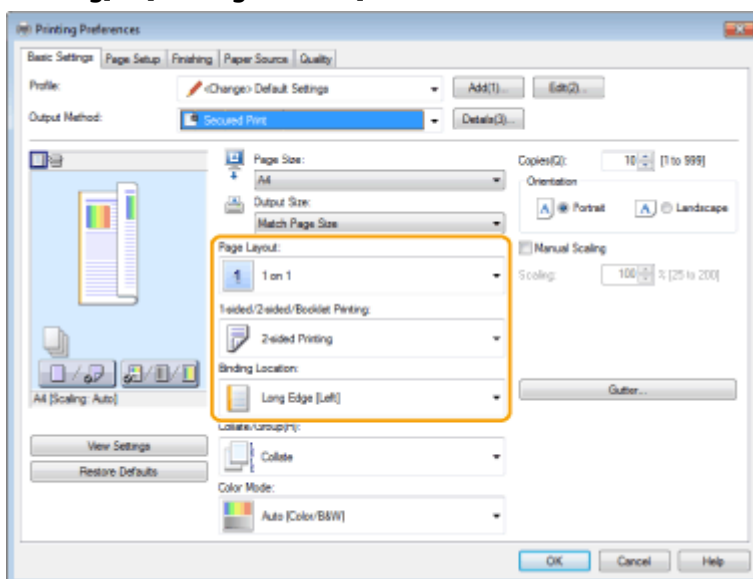 Printing Preferences
Basic Settings Page Setup Finishing Paper Source Quality
Profile: <Change> Default Settings Add(1)... Edit(2)...
Output Method: Secured Print Details(3)...
Page Size:
A4
Output Size:
Match Page Size
Copies(Q): 10 [1 to 999]
Orientation
A Portrait A Landscape
Page Layout:
1 1 on 1
Manual Scaling
Scaling: 100 % [25 to 200]
1-sided/2-sided/Booklet Printing:
2-sided Printing
Binding Location:
Long Edge [Left]
Gutter...
A4 [Scaling: Auto]
Collate/Group(H):
Collate
View Settings
Restore Defaults
Color Mode:
Auto [Color/B&W]
OK Cancel Help